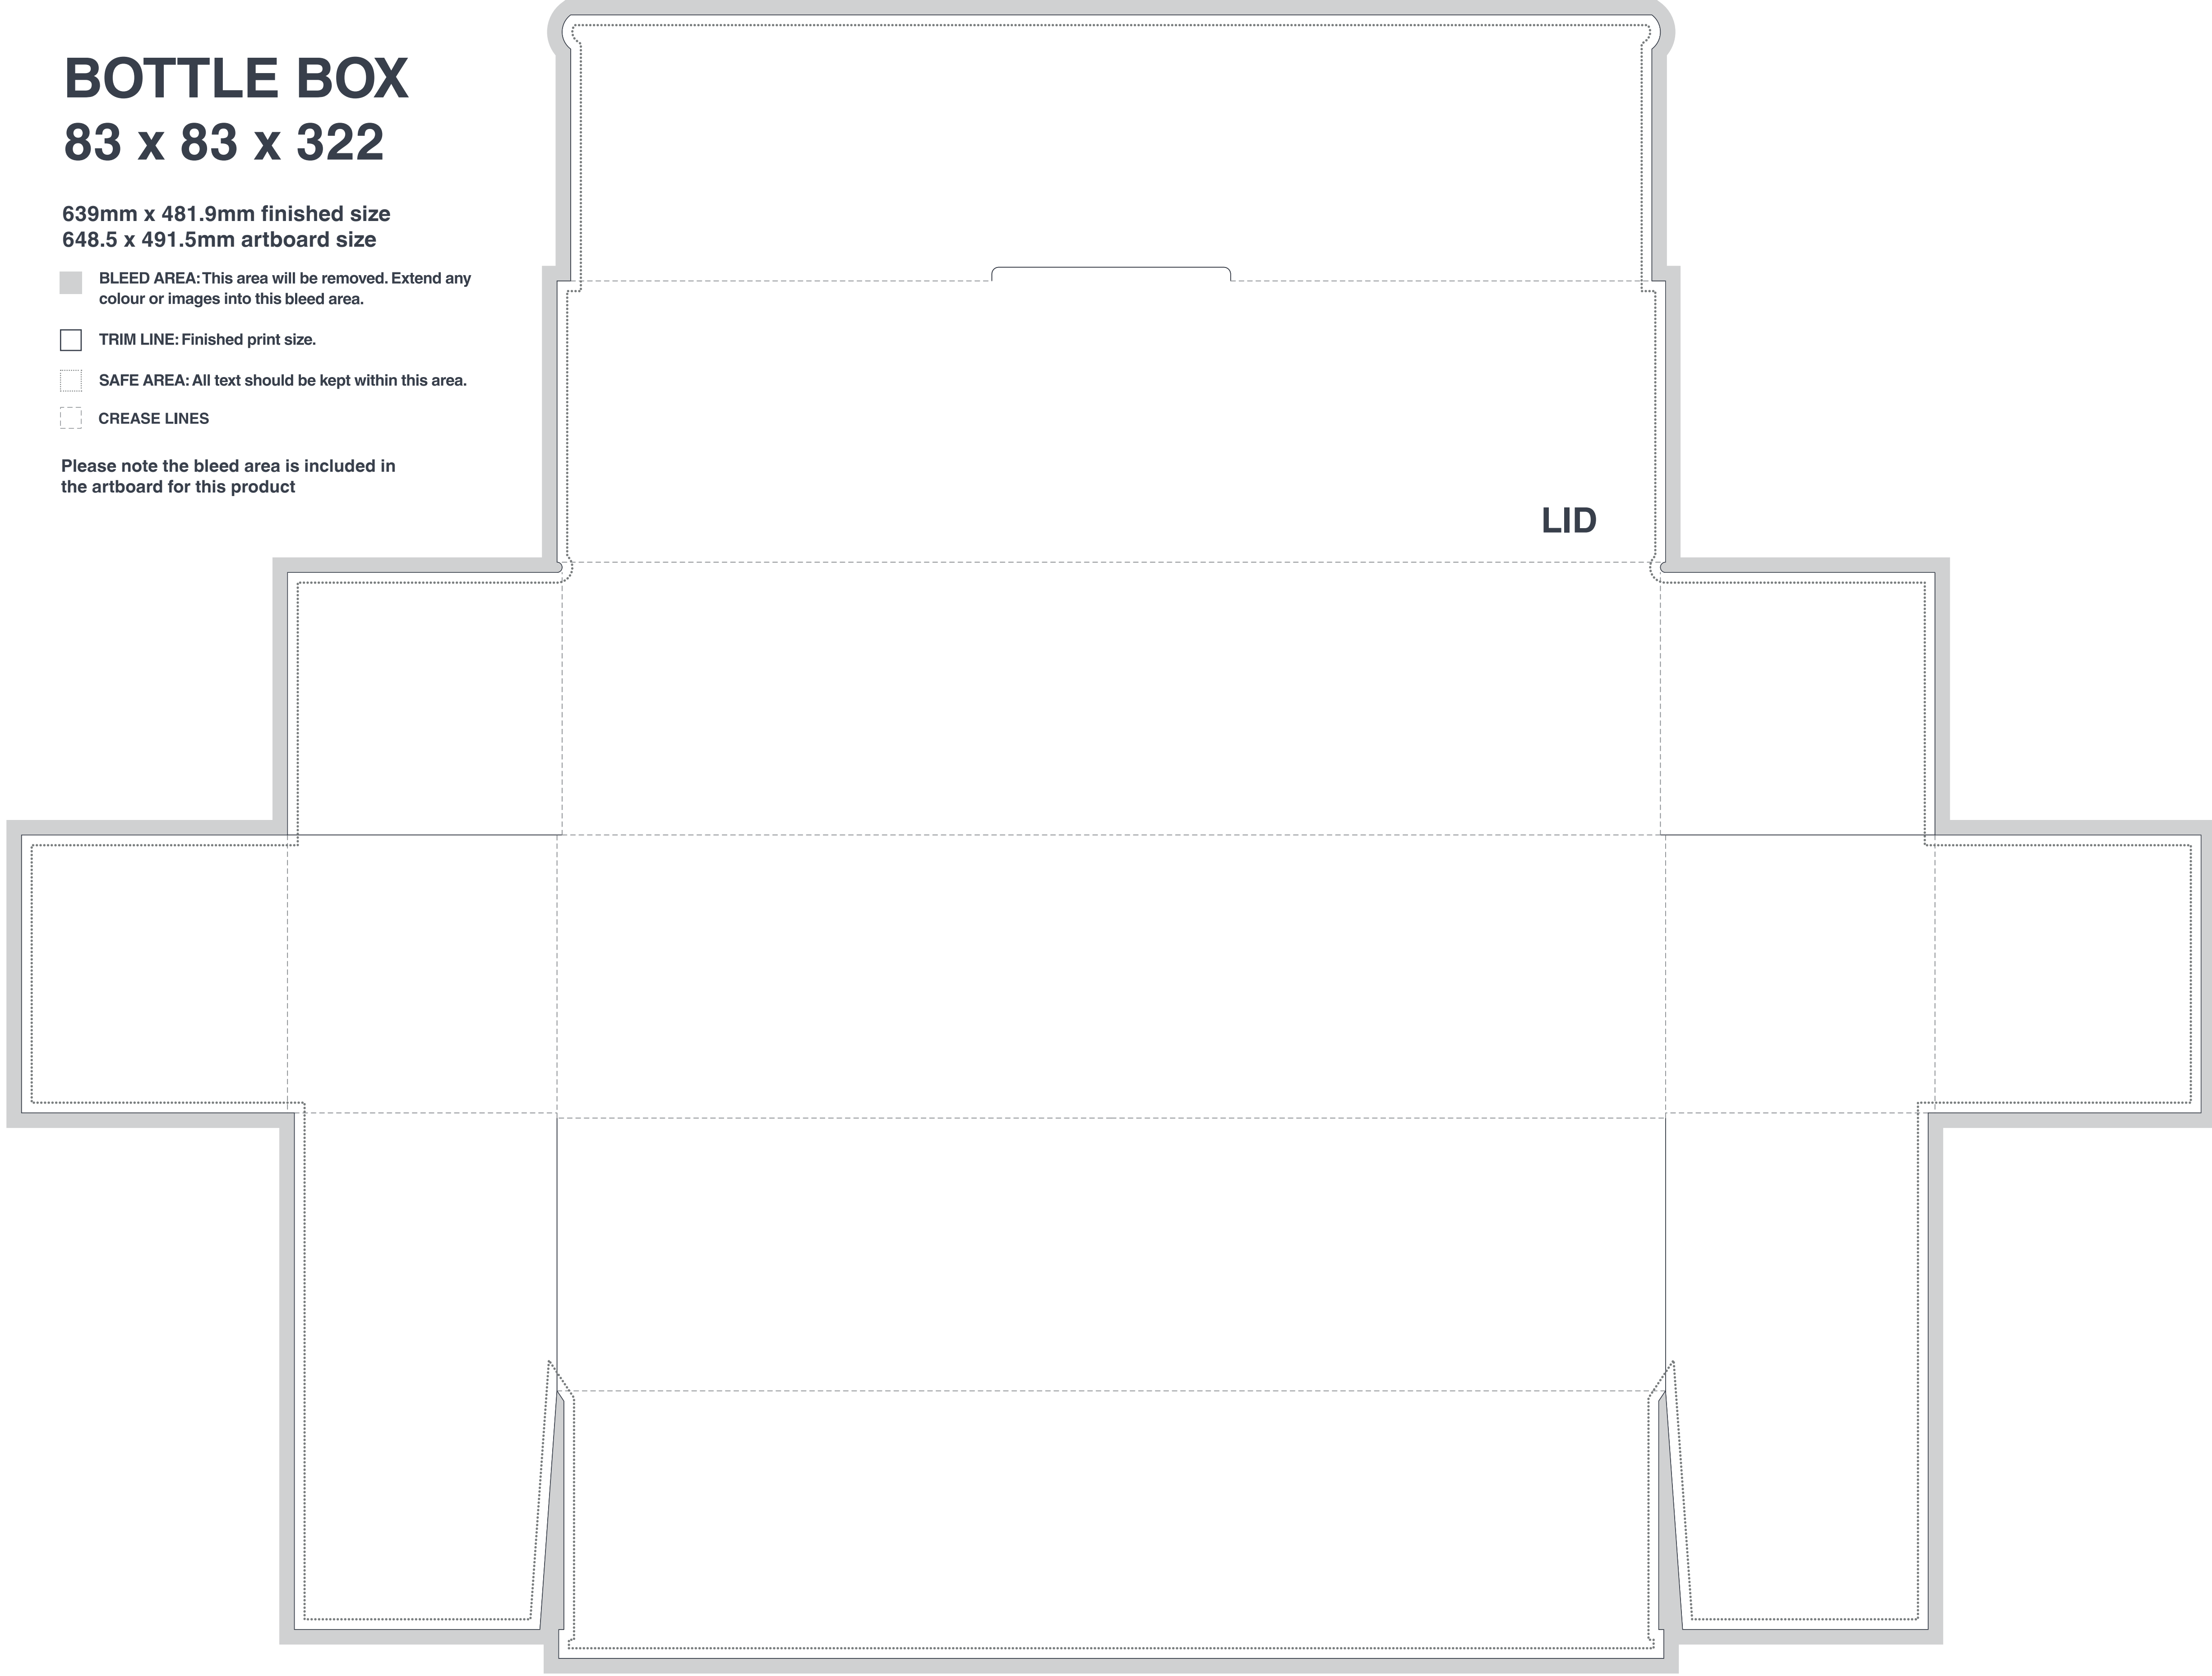 BOTTLE BOX
83 x 83 x 322
639mm x 481.9mm finished size
648.5 x 491.5mm artboard size
BLEED AREA: This area will be removed. Extend any
colour or images into this bleed area.
TRIM LINE: Finished print size.
SAFE AREA: All text should be kept within this area.
CREASE LINES
Please note the bleed area is included in
the artboard for this product
LID